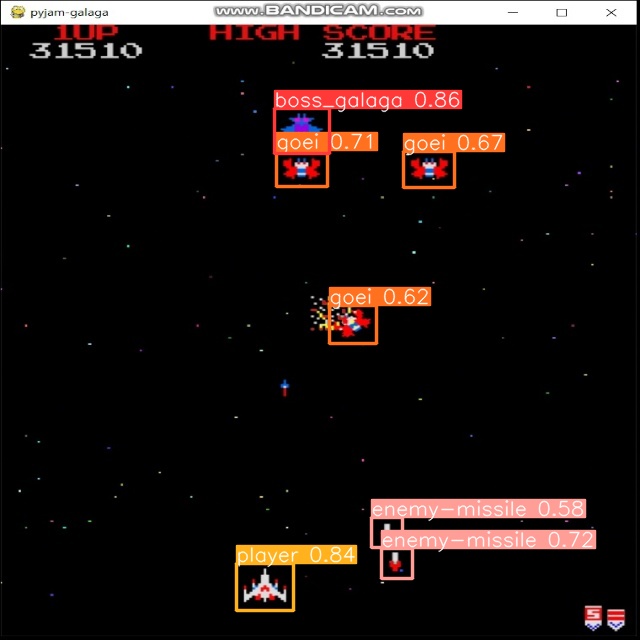 pyjam-galaga
www.BANDICAM.com
1UP HIGH SCORE
31510 31510
boss_galaga 0.86
goei 0.71
goei 0.67
goei 0.62
enemy-missile 0.58
enemy-missile 0.72
player 0.84
5